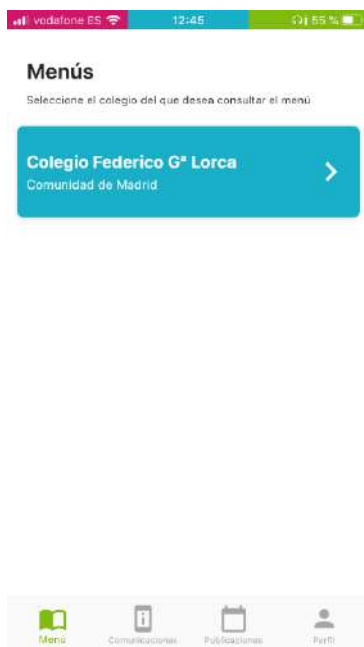 vodafone ES 12:45 55 %
Menús
Seleccione el colegio del que desea consultar el menú
Colegio Federico Gª Lorca
Comunidad de Madrid
Menú Comunicaciones Publicaciones Perfil